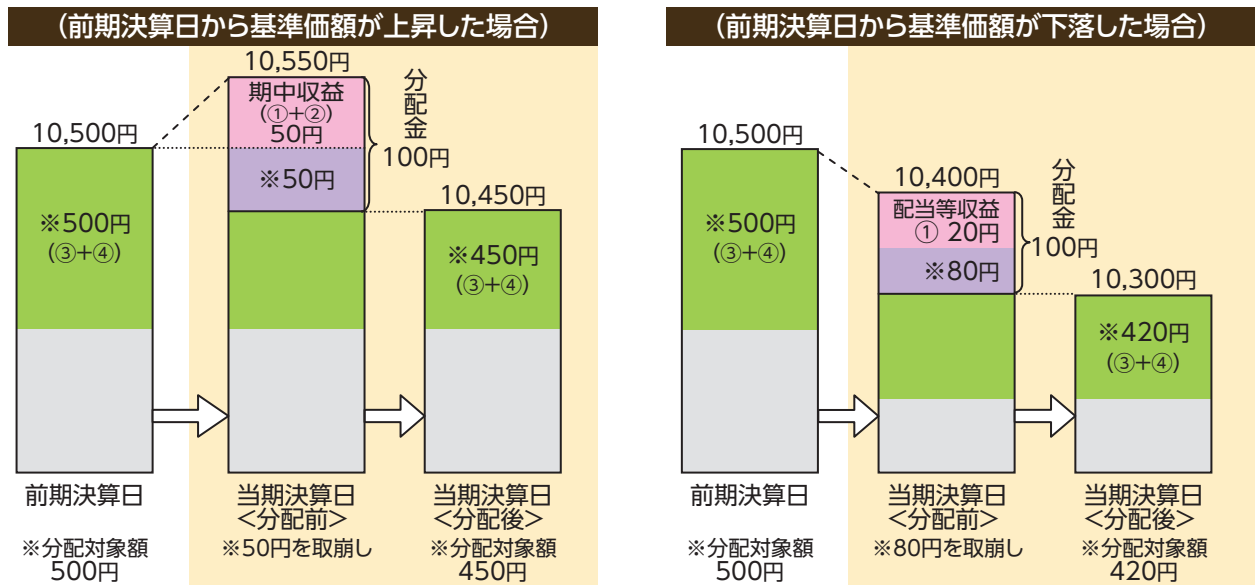 (前期決算日から基準価額が上昇した場合)
10,550円
期中収益
(①+②)
50円
分配金
100円
10,500円
※500円
(③+④)
※50円
10,450円
※450円
(③+④)
前期決算日
当期決算日
<分配前>
当期決算日
<分配後>
※分配対象額
500円
※50円を取崩し
※分配対象額
450円
(前期決算日から基準価額が下落した場合)
10,500円
※500円
(③+④)
10,400円
配当等収益
① 20円
※80円
分配金
100円
10,300円
※420円
(③+④)
前期決算日
当期決算日
<分配前>
当期決算日
<分配後>
※分配対象額
500円
※80円を取崩し
※分配対象額
420円